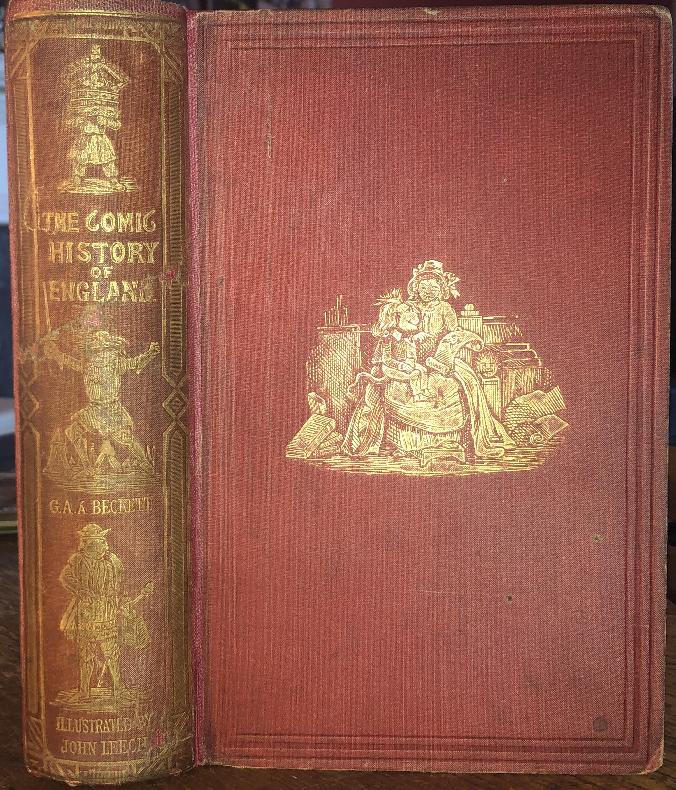 THE COMIC
HISTORY
OF
ENGLAND
G. A. A BECKETT
ILLUSTRATED BY
JOHN LEECH